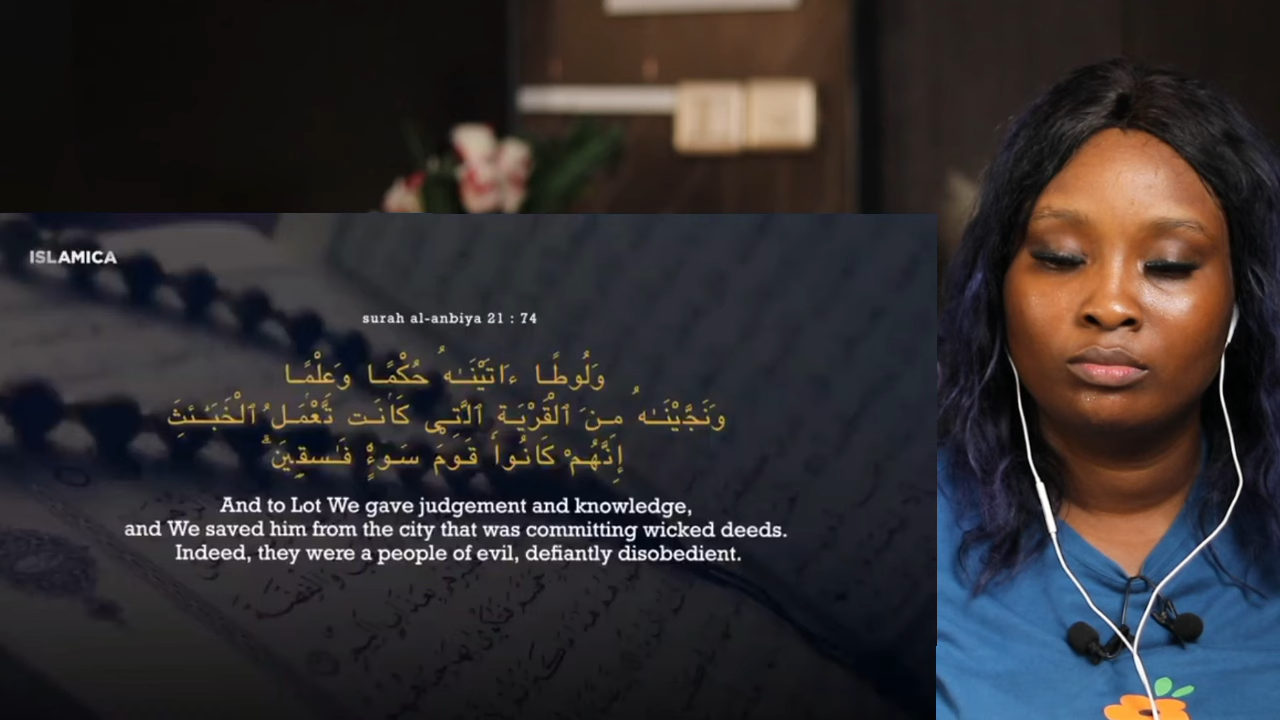 ISLAMICA
surah al-anbiya 21 : 74
وَلُوطًا ءَاتَيْنَـٰهُ حُكْمًا وَعِلْمًا
وَنَجَّيْنَـٰهُ مِنَ ٱلْقَرْيَةِ ٱلَّتِى كَانَت تَّعْمَلُ ٱلْخَبَـٰٓئِثَ
إِنَّهُمْ كَانُوا۟ قَوْمَ سَوْءٍ فَـٰسِقِينَ
And to Lot We gave judgement and knowledge,
and We saved him from the city that was committing wicked deeds.
Indeed, they were a people of evil, defiantly disobedient.